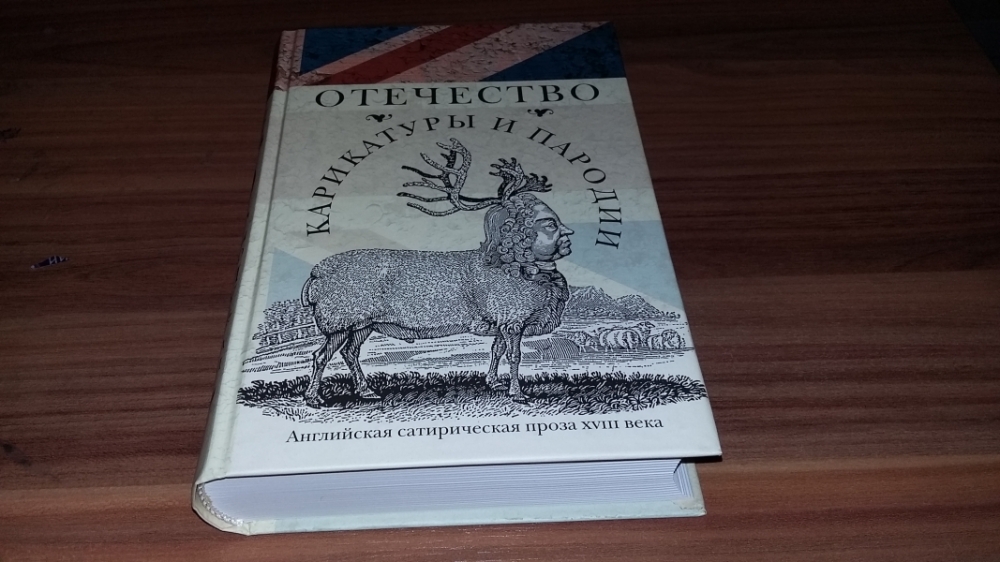 ОТЕЧЕСТВО
КАРИКАТУРЫ И ПАРОДИИ
Английская сатирическая проза XVIII века